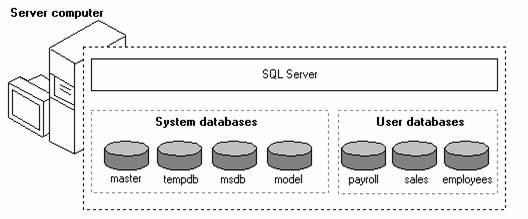 Server computer
SQL Server
System databases
User databases
master
tempdb
msdb
model
payroll
sales
employees